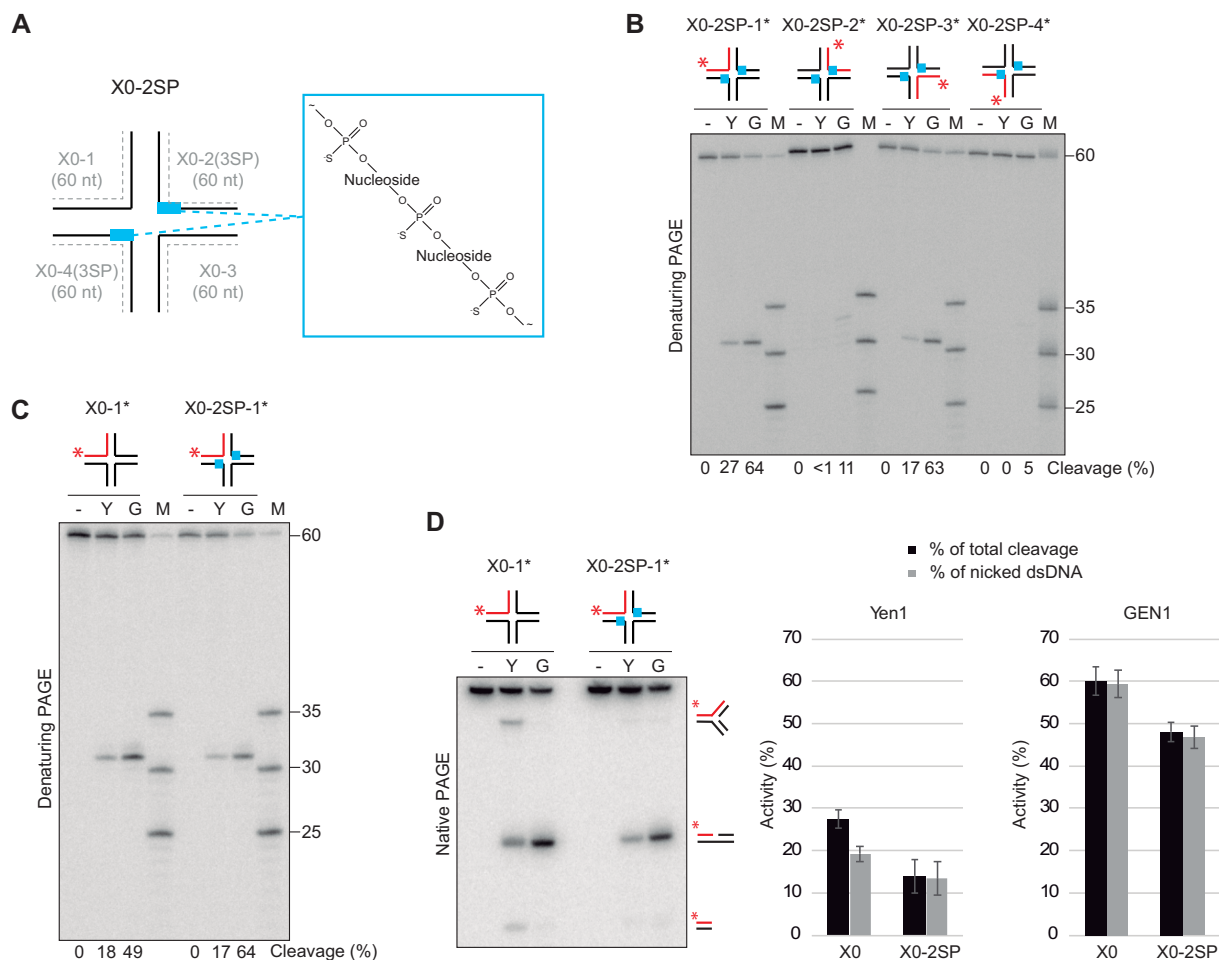 A
X0-2SP
X0-1
(60 nt)
X0-2(3SP)
(60 nt)
X0-4(3SP)
(60 nt)
X0-3
(60 nt)
~
O
P
O
-S
O
Nucleoside
O
P
O
-S
O
Nucleoside
O
P
O
-S
O
~
B
X0-2SP-1* X0-2SP-2* X0-2SP-3* X0-2SP-4*
* * * *
- Y G M - Y G M - Y G M - Y G M
Denaturing PAGE
60
35
30
25
0 27 64 0 <1 11 0 17 63 0 0 5 Cleavage (%)
C
X0-1* X0-2SP-1*
* *
- Y G M - Y G M
Denaturing PAGE
60
35
30
25
0 18 49 0 17 64 Cleavage (%)
D
X0-1* X0-2SP-1*
* *
- Y G - Y G
Native PAGE
*
*
*
% of total cleavage
% of nicked dsDNA
Yen1
Activity (%)
70
60
50
40
30
20
10
0
X0 X0-2SP
GEN1
Activity (%)
70
60
50
40
30
20
10
0
X0 X0-2SP